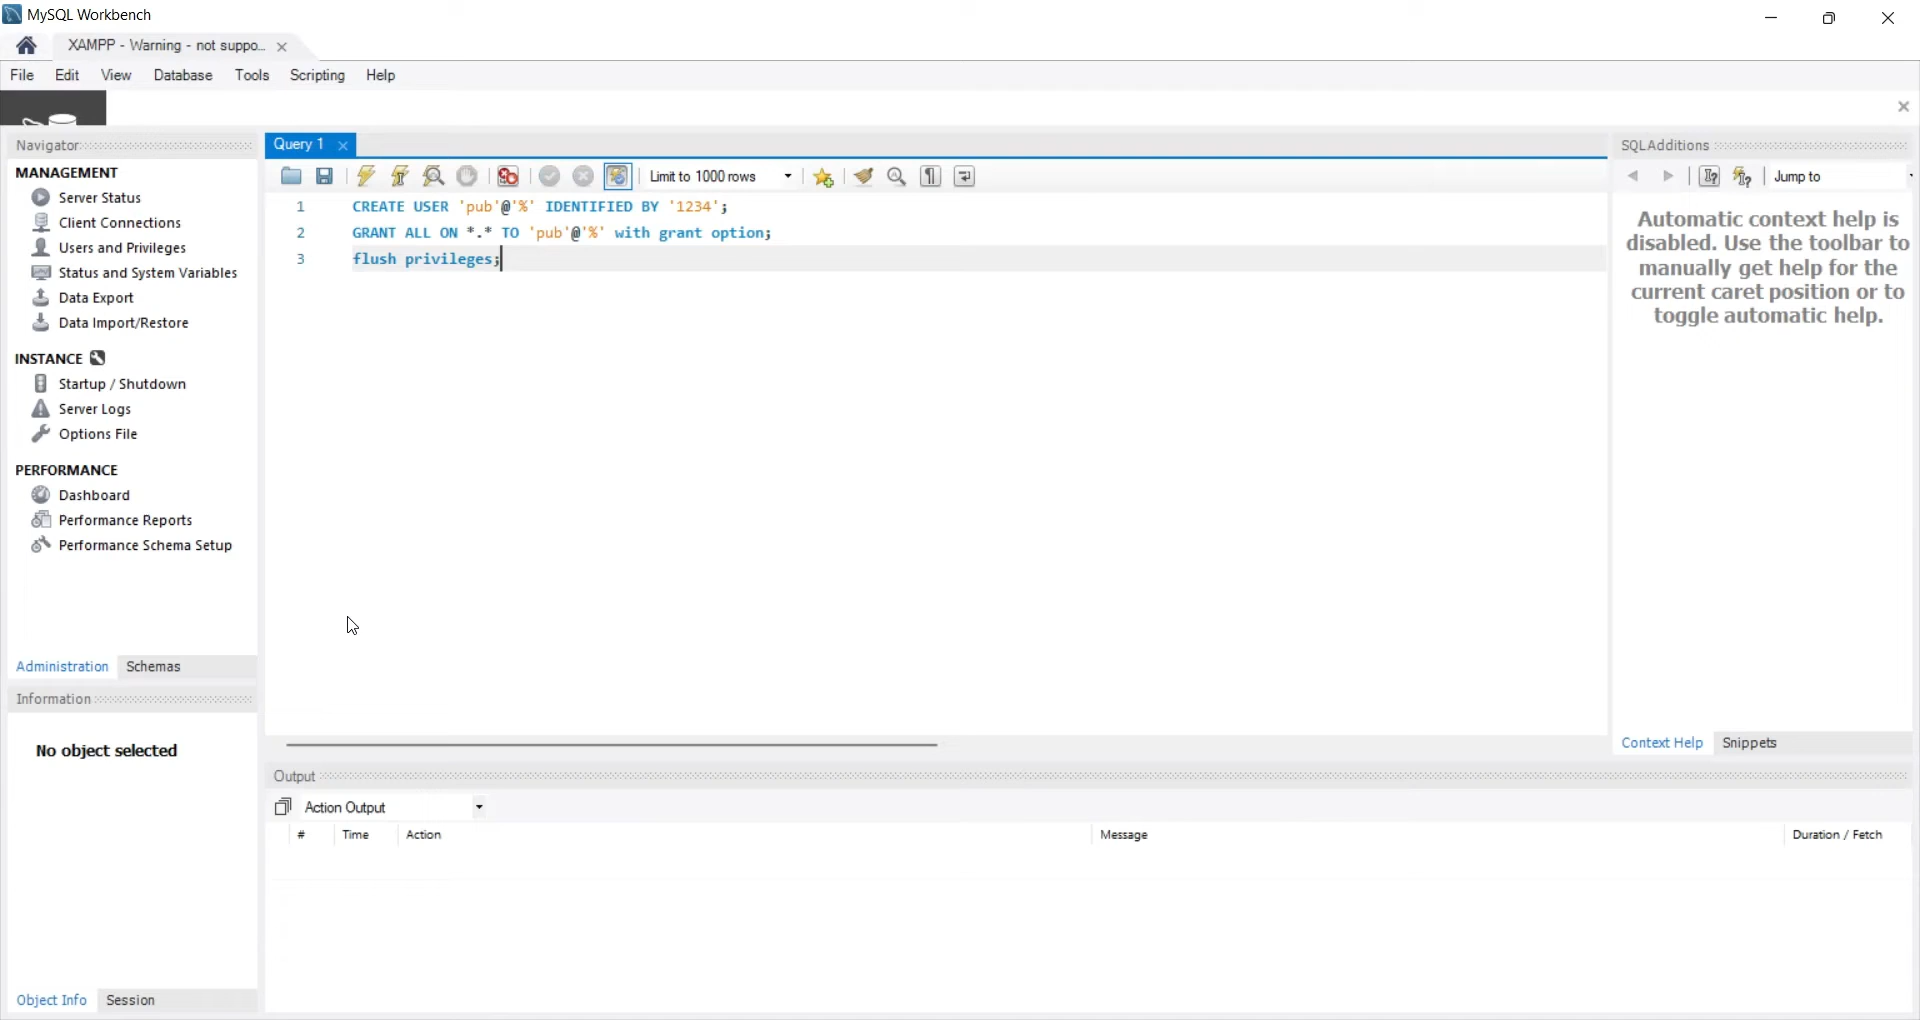 MySQL Workbench
XAMPP - Warning - not suppo...
File Edit View Database Tools Scripting Help
Navigator
MANAGEMENT
Server Status
Client Connections
Users and Privileges
Status and System Variables
Data Export
Data Import/Restore
INSTANCE
Startup / Shutdown
Server Logs
Options File
PERFORMANCE
Dashboard
Performance Reports
Performance Schema Setup
Administration Schemas
Information
No object selected
Object Info Session
Query 1
Limit to 1000 rows
1 CREATE USER 'pub'@'%' IDENTIFIED BY '1234';
2 GRANT ALL ON *.* TO 'pub'@'%' with grant option;
3 flush privileges;
Output
Action Output
# Time Action Message Duration / Fetch
SQLAdditions
Jump to
Automatic context help is
disabled. Use the toolbar to
manually get help for the
current caret position or to
toggle automatic help.
Context Help Snippets